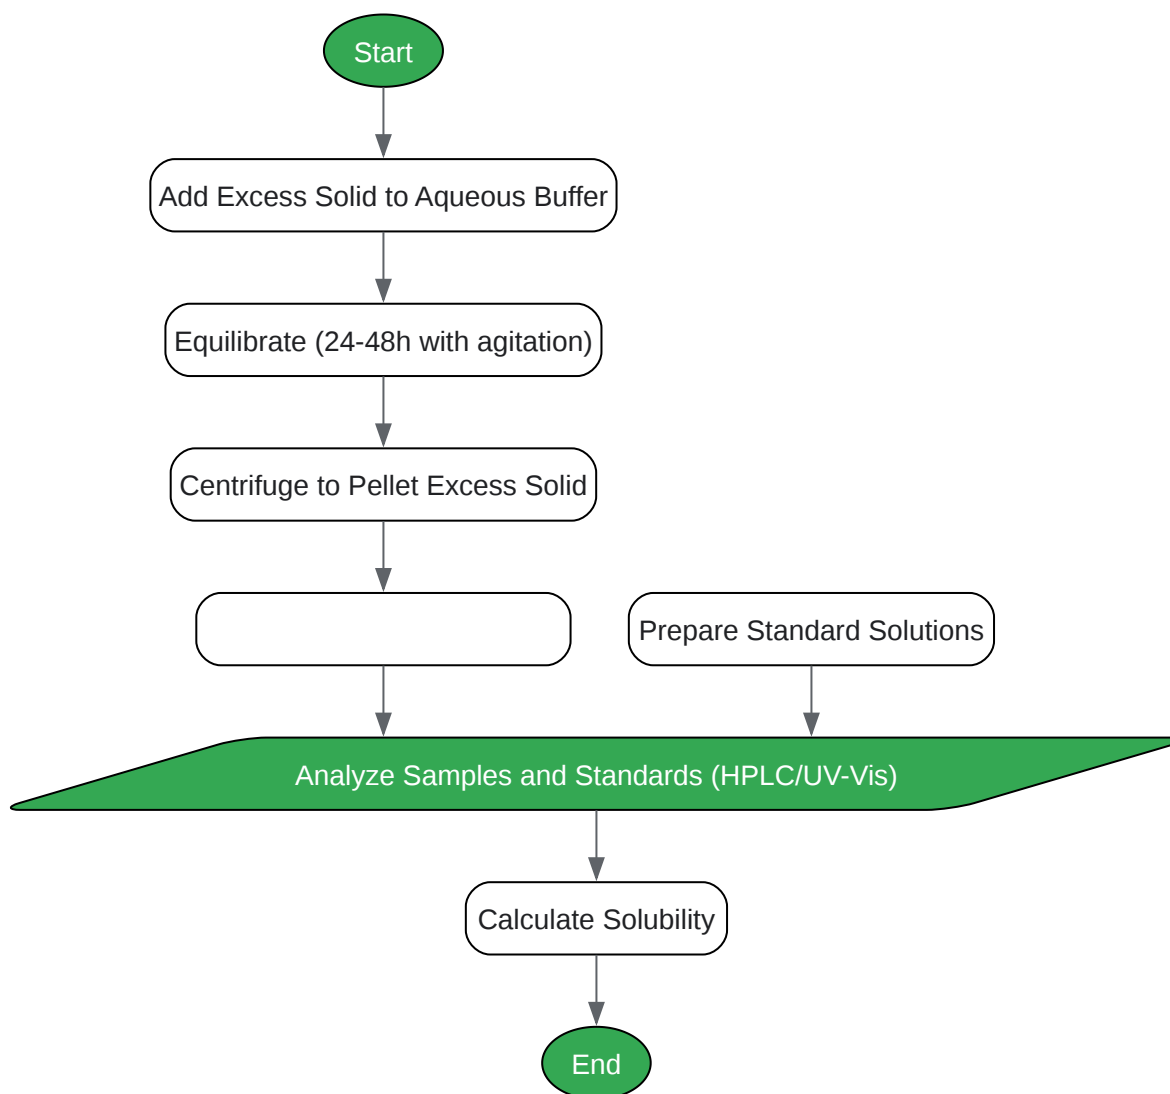 Start
Add Excess Solid to Aqueous Buffer
Equilibrate (24-48h with agitation)
Centrifuge to Pellet Excess Solid
Prepare Standard Solutions
Analyze Samples and Standards (HPLC/UV-Vis)
Calculate Solubility
End